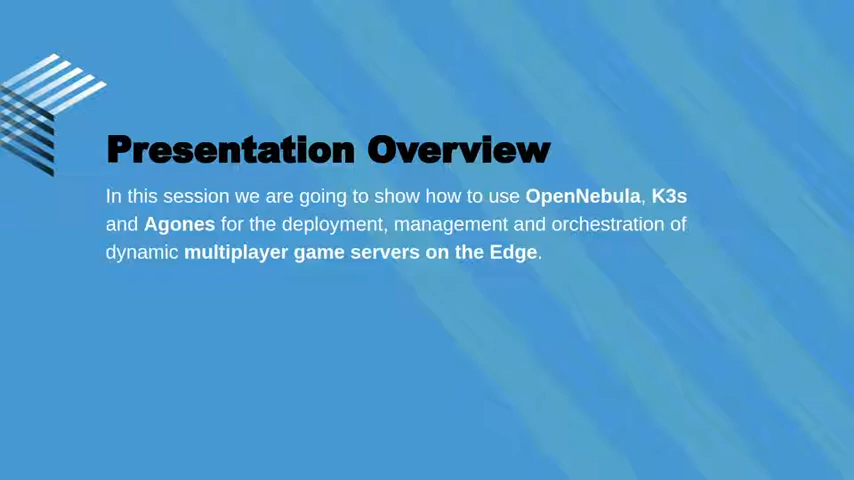 Presentation Overview
In this session we are going to show how to use OpenNebula, K3s
and Agones for the deployment, management and orchestration of
dynamic multiplayer game servers on the Edge.